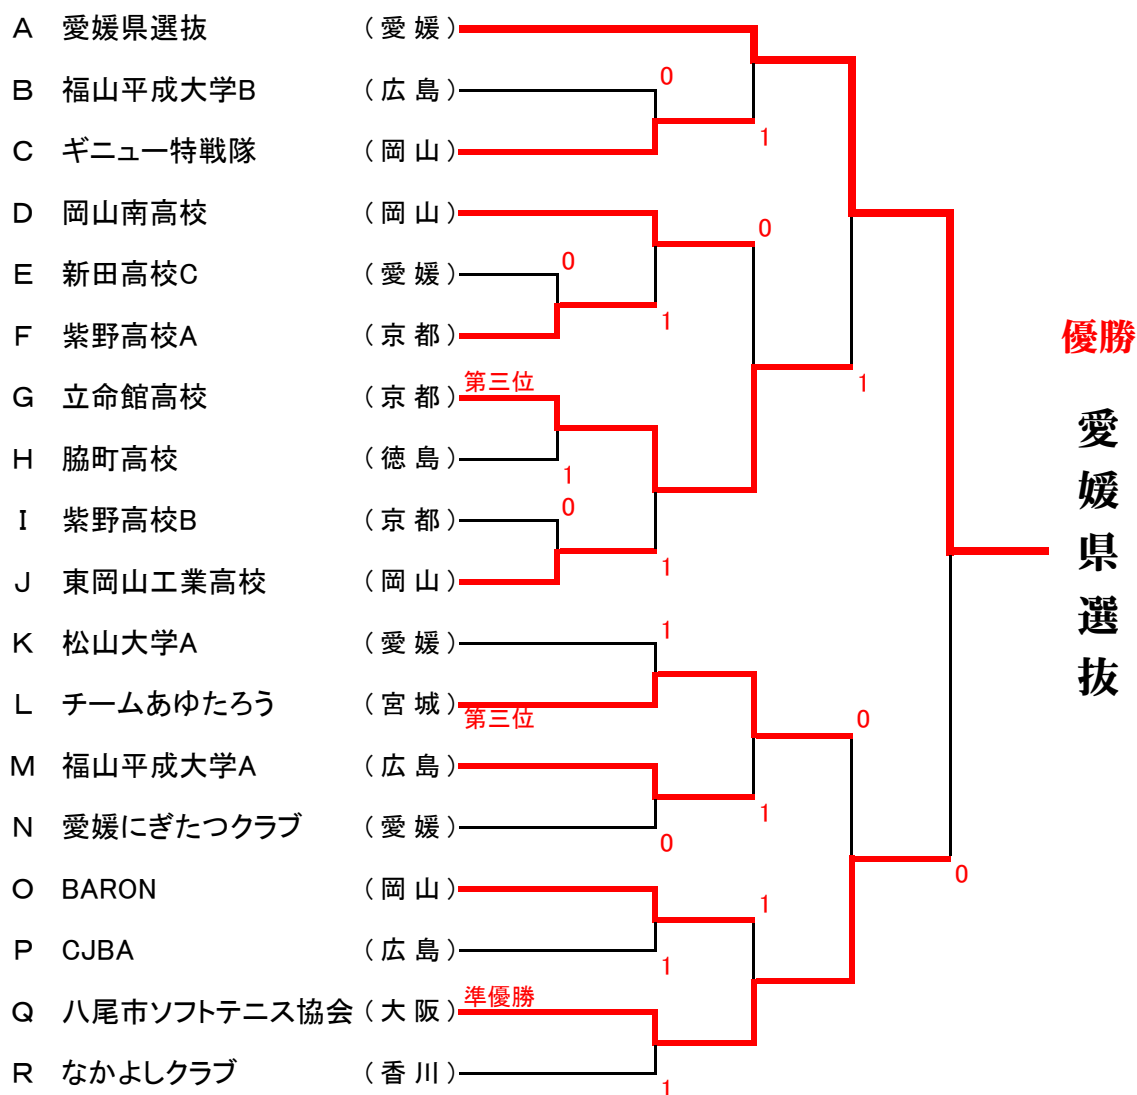 A 愛媛県選抜 （愛媛）
0
B 福山平成大学B （広島）
1
C ギニュー特戦隊 （岡山）
D 岡山南高校 （岡山）
0
0
E 新田高校C （愛媛）
1
F 紫野高校A （京都）
優勝
第三位
1
G 立命館高校 （京都）
愛媛県選抜
H 脇町高校 （徳島）
1
0
I 紫野高校B （京都）
1
J 東岡山工業高校 （岡山）
1
K 松山大学A （愛媛）
L チームあゆたろう （宮城）
第三位
0
M 福山平成大学A （広島）
1
N 愛媛にぎたつクラブ （愛媛）
0
0
O BARON （岡山）
1
P CJBA （広島）
1
準優勝
Q 八尾市ソフトテニス協会 （大阪）
R なかよしクラブ （香川）
1